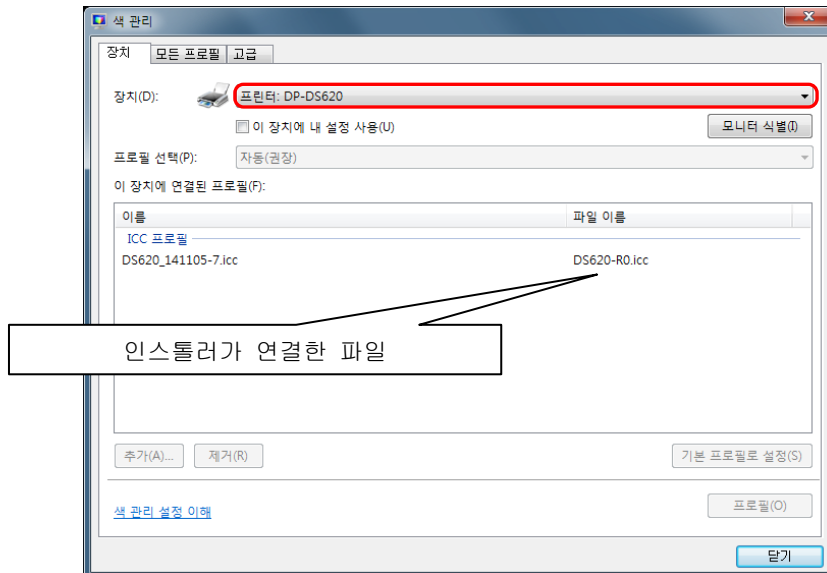 색 관리
장치 모든 프로필 고급
장치(D): 프린터: DP-DS620
이 장치에 내 설정 사용(U) 모니터 식별(I)
프로필 선택(P): 자동(권장)
이 장치에 연결된 프로필(F):
이름 파일 이름
ICC 프로필
DS620_141105-7.icc DS620-R0.icc
인스톨러가 연결한 파일
추가(A)... 제거(R) 기본 프로필로 설정(S)
색 관리 설정 이해 프로필(O)
닫기